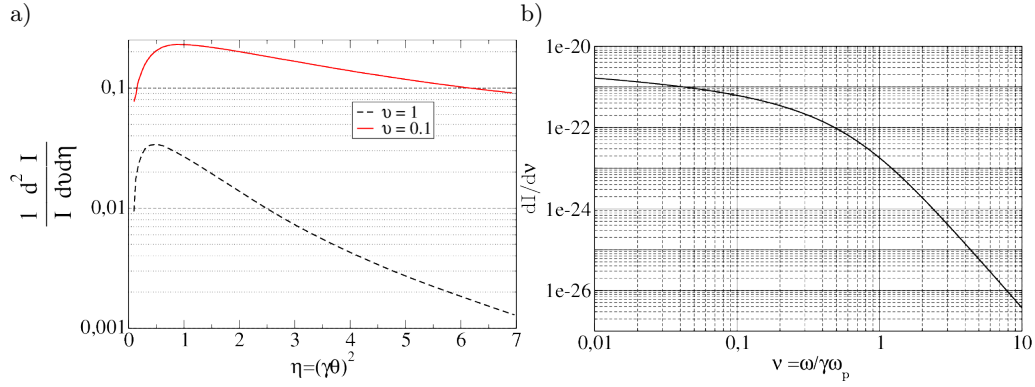 a)
1 d² I
I dυdη
0,1
0,01
0,001
0 1 2 3 4 5 6 7
η=(γθ)²
υ = 1
υ = 0.1
b)
dI/dν
1e-20
1e-22
1e-24
1e-26
0,01 0,1 1 10
ν =ω/γωₚ